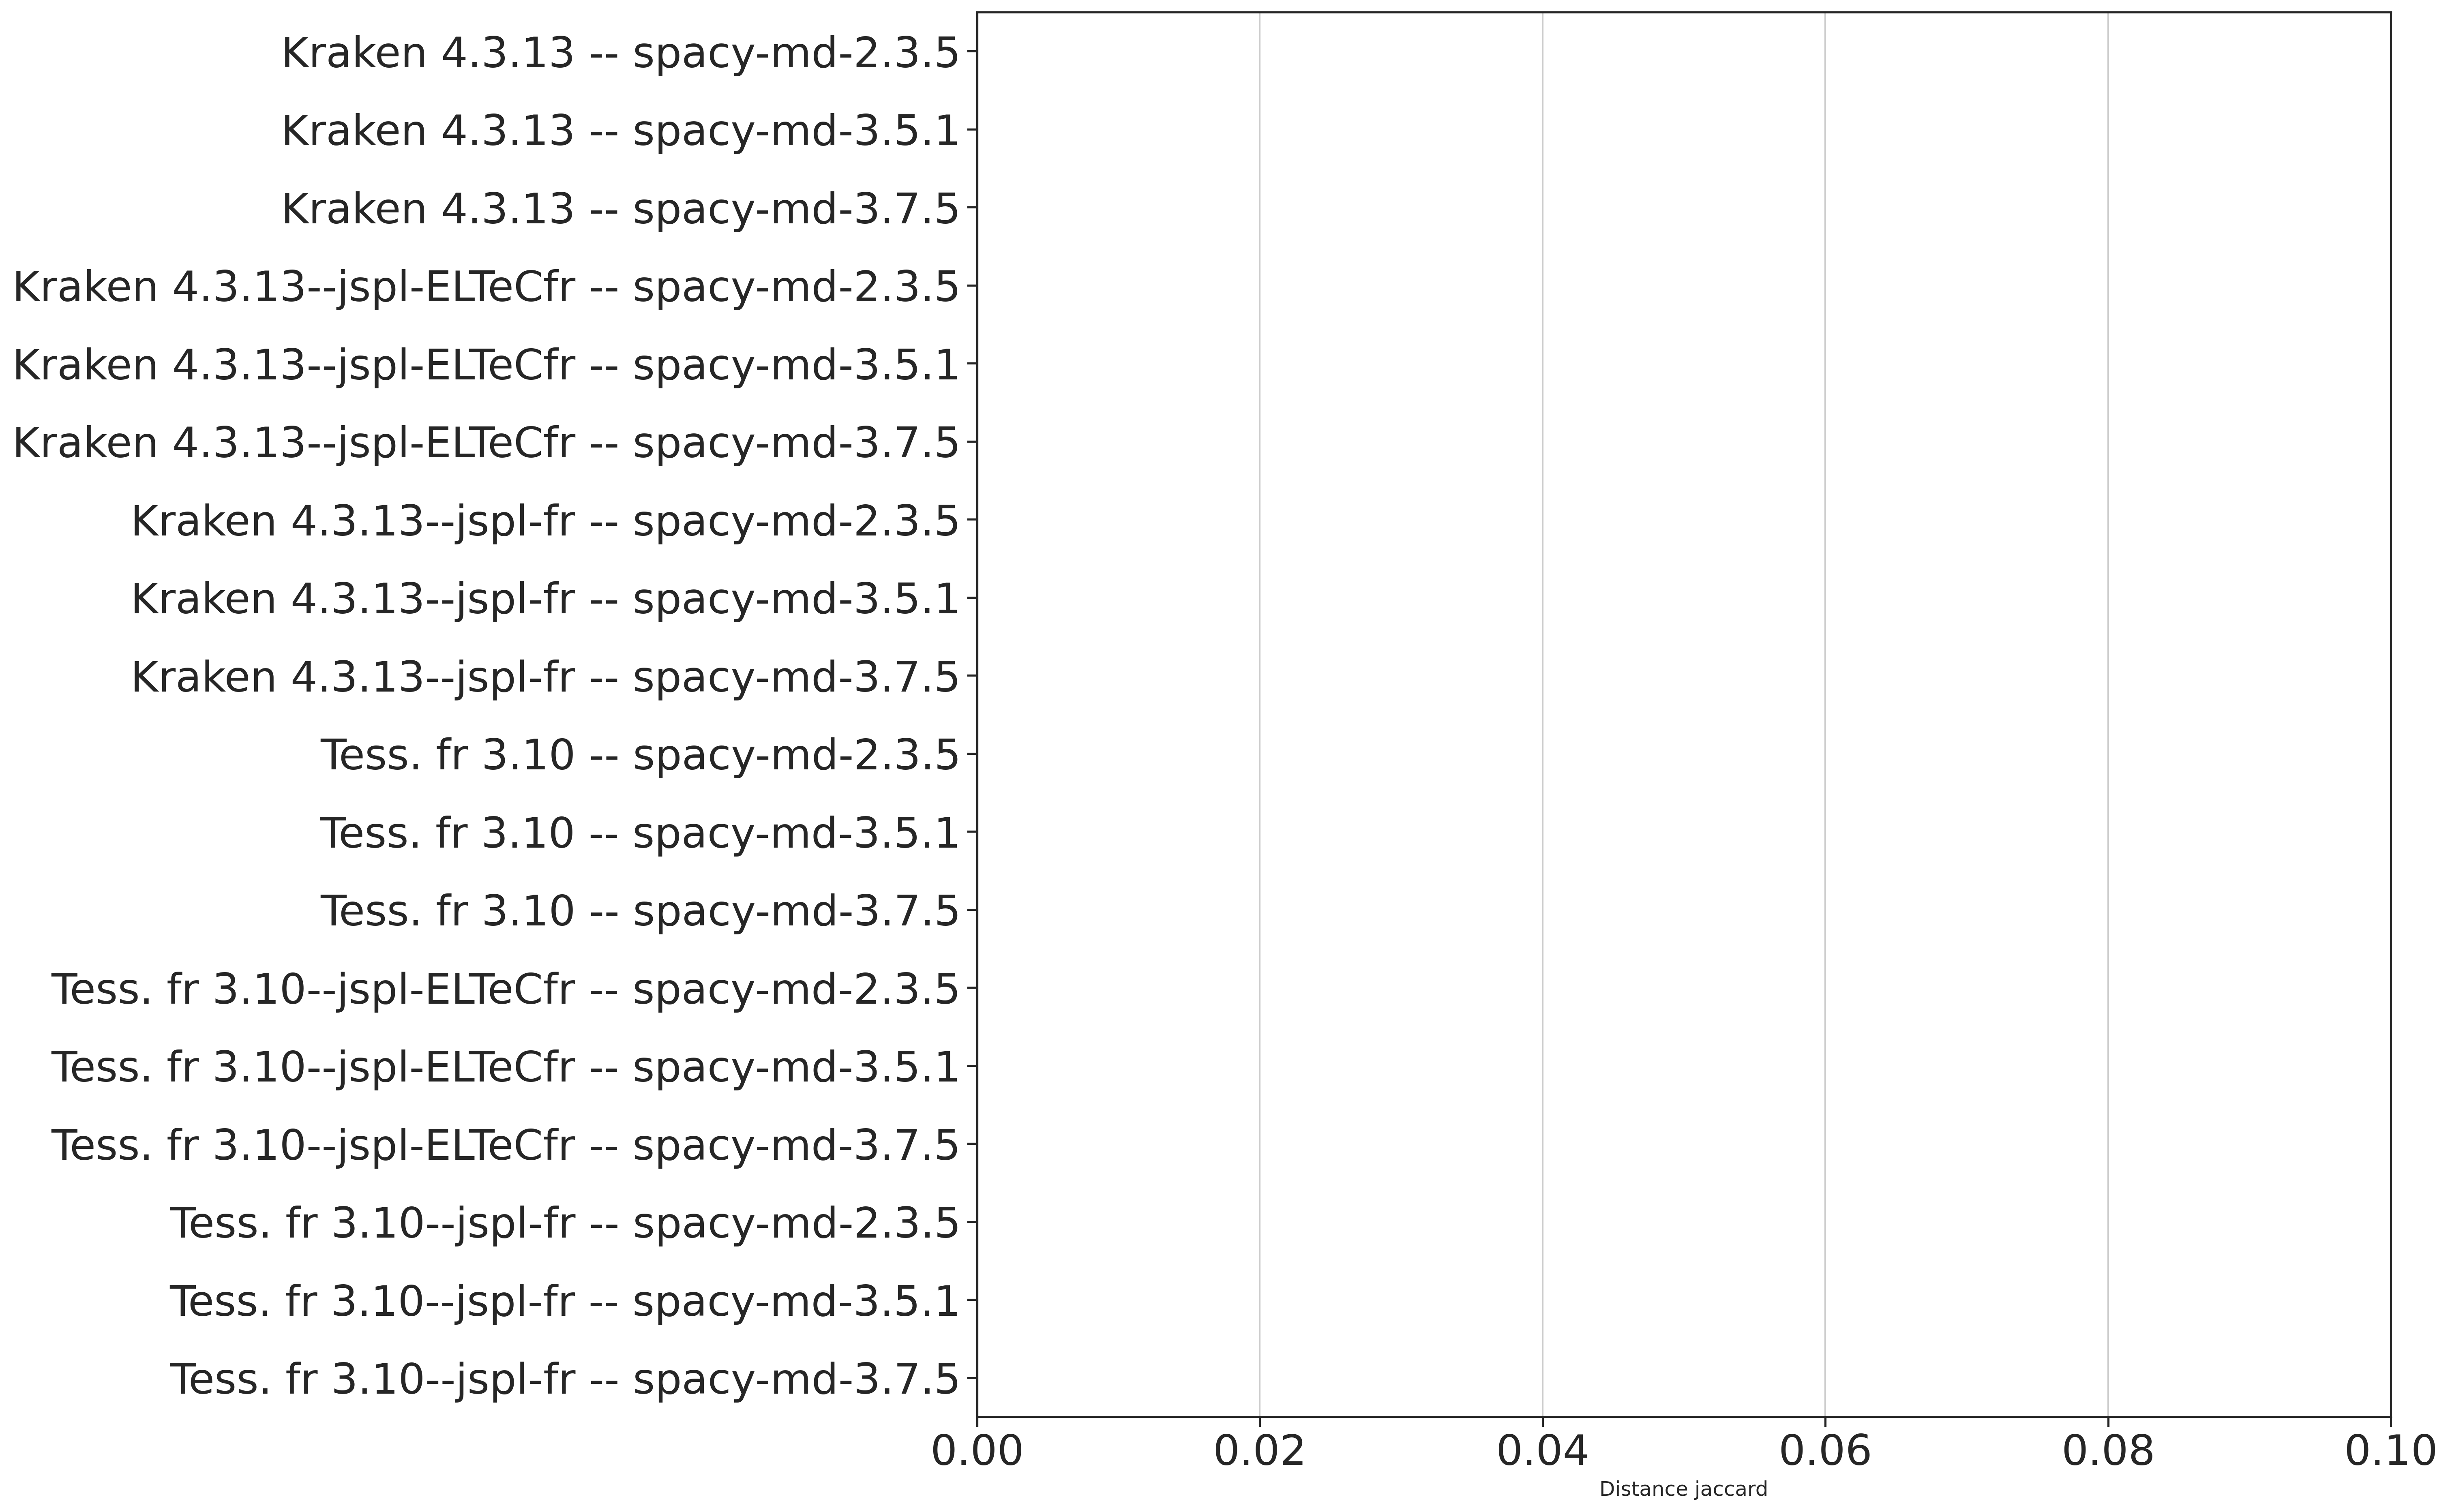 Kraken 4.3.13 -- spacy-md-2.3.5
Kraken 4.3.13 -- spacy-md-3.5.1
Kraken 4.3.13 -- spacy-md-3.7.5
Kraken 4.3.13--jspl-ELTeCfr -- spacy-md-2.3.5
Kraken 4.3.13--jspl-ELTeCfr -- spacy-md-3.5.1
Kraken 4.3.13--jspl-ELTeCfr -- spacy-md-3.7.5
Kraken 4.3.13--jspl-fr -- spacy-md-2.3.5
Kraken 4.3.13--jspl-fr -- spacy-md-3.5.1
Kraken 4.3.13--jspl-fr -- spacy-md-3.7.5
Tess. fr 3.10 -- spacy-md-2.3.5
Tess. fr 3.10 -- spacy-md-3.5.1
Tess. fr 3.10 -- spacy-md-3.7.5
Tess. fr 3.10--jspl-ELTeCfr -- spacy-md-2.3.5
Tess. fr 3.10--jspl-ELTeCfr -- spacy-md-3.5.1
Tess. fr 3.10--jspl-ELTeCfr -- spacy-md-3.7.5
Tess. fr 3.10--jspl-fr -- spacy-md-2.3.5
Tess. fr 3.10--jspl-fr -- spacy-md-3.5.1
Tess. fr 3.10--jspl-fr -- spacy-md-3.7.5
0.00 0.02 0.04 0.06 0.08 0.10
Distance jaccard